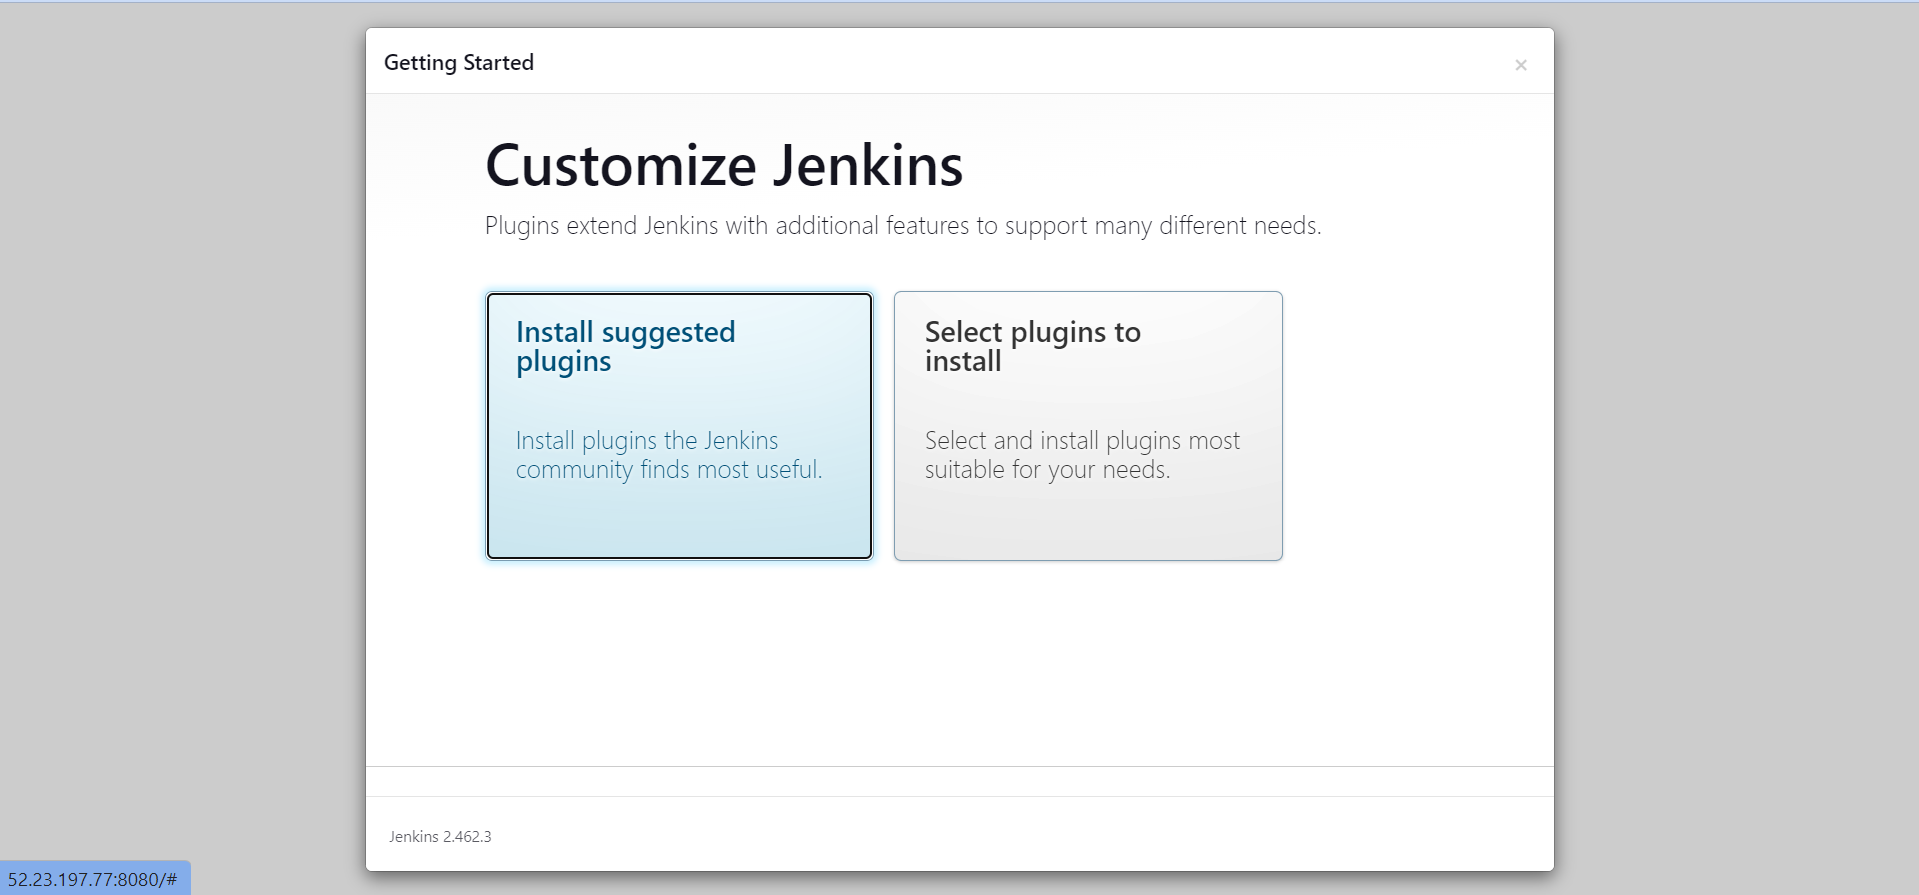 Getting Started
×
Customize Jenkins
Plugins extend Jenkins with additional features to support many different needs.
Install suggested
plugins
Install plugins the Jenkins
community finds most useful.
Select plugins to
install
Select and install plugins most
suitable for your needs.
Jenkins 2.462.3
52.23.197.77:8080/#